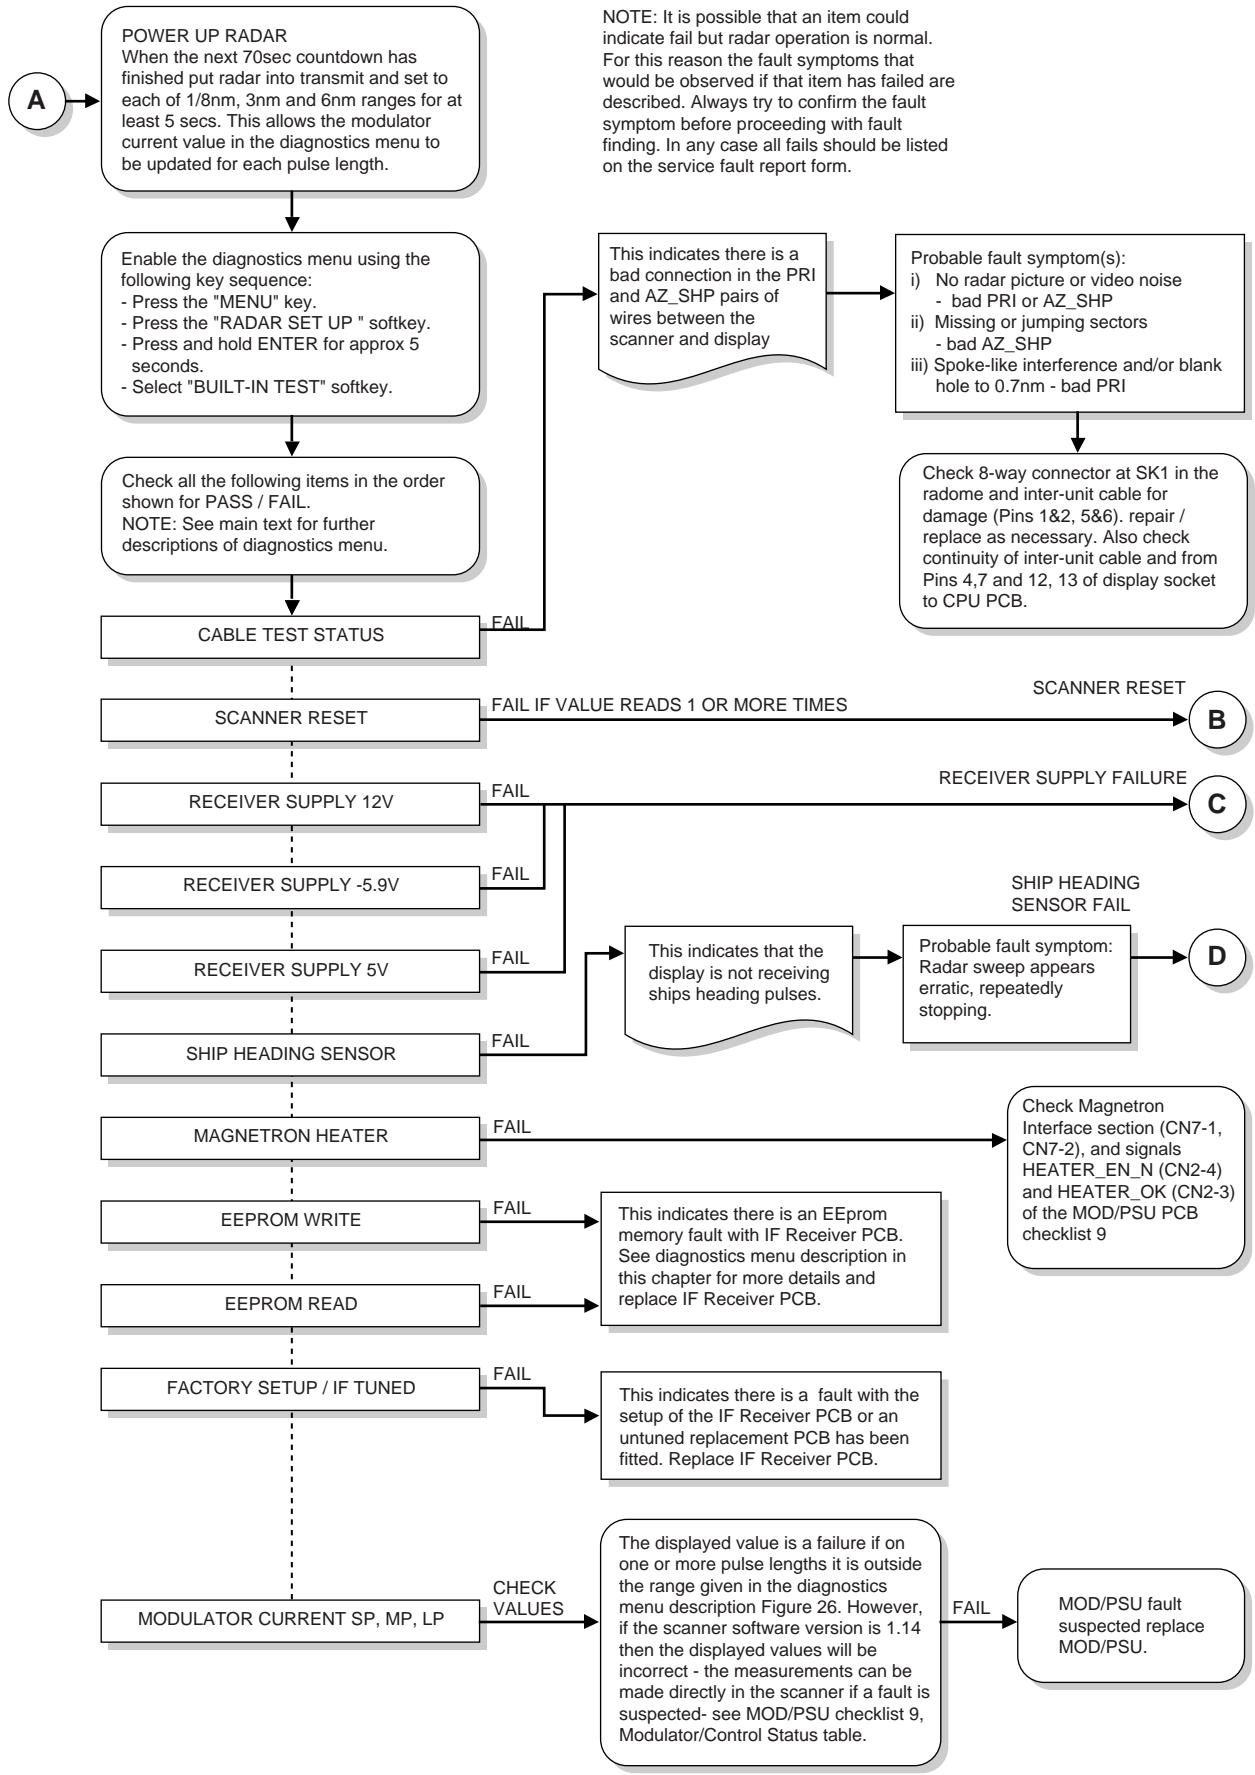 A
POWER UP RADAR
When the next 70sec countdown has
finished put radar into transmit and set to
each of 1/8nm, 3nm and 6nm ranges for at
least 5 secs. This allows the modulator
current value in the diagnostics menu to
be updated for each pulse length.
NOTE: It is possible that an item could
indicate fail but radar operation is normal.
For this reason the fault symptoms that
would be observed if that item has failed are
described. Always try to confirm the fault
symptom before proceeding with fault
finding. In any case all fails should be listed
on the service fault report form.
Enable the diagnostics menu using the
following key sequence:
- Press the "MENU" key.
- Press the "RADAR SET UP " softkey.
- Press and hold ENTER for approx 5
seconds.
- Select "BUILT-IN TEST" softkey.
This indicates there is a
bad connection in the PRI
and AZ_SHP pairs of
wires between the
scanner and display
Probable fault symptom(s):
i) No radar picture or video noise
- bad PRI or AZ_SHP
ii) Missing or jumping sectors
- bad AZ_SHP
iii) Spoke-like interference and/or blank
hole to 0.7nm - bad PRI
Check all the following items in the order
shown for PASS / FAIL.
NOTE: See main text for further
descriptions of diagnostics menu.
Check 8-way connector at SK1 in the
radome and inter-unit cable for
damage (Pins 1&2, 5&6). repair /
replace as necessary. Also check
continuity of inter-unit cable and from
Pins 4,7 and 12, 13 of display socket
to CPU PCB.
CABLE TEST STATUS
FAIL
SCANNER RESET
FAIL IF VALUE READS 1 OR MORE TIMES
SCANNER RESET
B
RECEIVER SUPPLY 12V
FAIL
RECEIVER SUPPLY FAILURE
C
RECEIVER SUPPLY -5.9V
FAIL
RECEIVER SUPPLY 5V
FAIL
This indicates that the
display is not receiving
ships heading pulses.
SHIP HEADING
SENSOR FAIL
Probable fault symptom:
Radar sweep appears
erratic, repeatedly
stopping.
D
SHIP HEADING SENSOR
FAIL
MAGNETRON HEATER
FAIL
Check Magnetron
Interface section (CN7-1,
CN7-2), and signals
HEATER_EN_N (CN2-4)
and HEATER_OK (CN2-3)
of the MOD/PSU PCB
checklist 9
EEPROM WRITE
FAIL
This indicates there is an EEprom
memory fault with IF Receiver PCB.
See diagnostics menu description in
this chapter for more details and
replace IF Receiver PCB.
EEPROM READ
FAIL
FACTORY SETUP / IF TUNED
FAIL
This indicates there is a fault with the
setup of the IF Receiver PCB or an
untuned replacement PCB has been
fitted. Replace IF Receiver PCB.
MODULATOR CURRENT SP, MP, LP
CHECK
VALUES
The displayed value is a failure if on
one or more pulse lengths it is outside
the range given in the diagnostics
menu description Figure 26. However,
if the scanner software version is 1.14
then the displayed values will be
incorrect - the measurements can be
made directly in the scanner if a fault is
suspected- see MOD/PSU checklist 9,
Modulator/Control Status table.
FAIL
MOD/PSU fault
suspected replace
MOD/PSU.